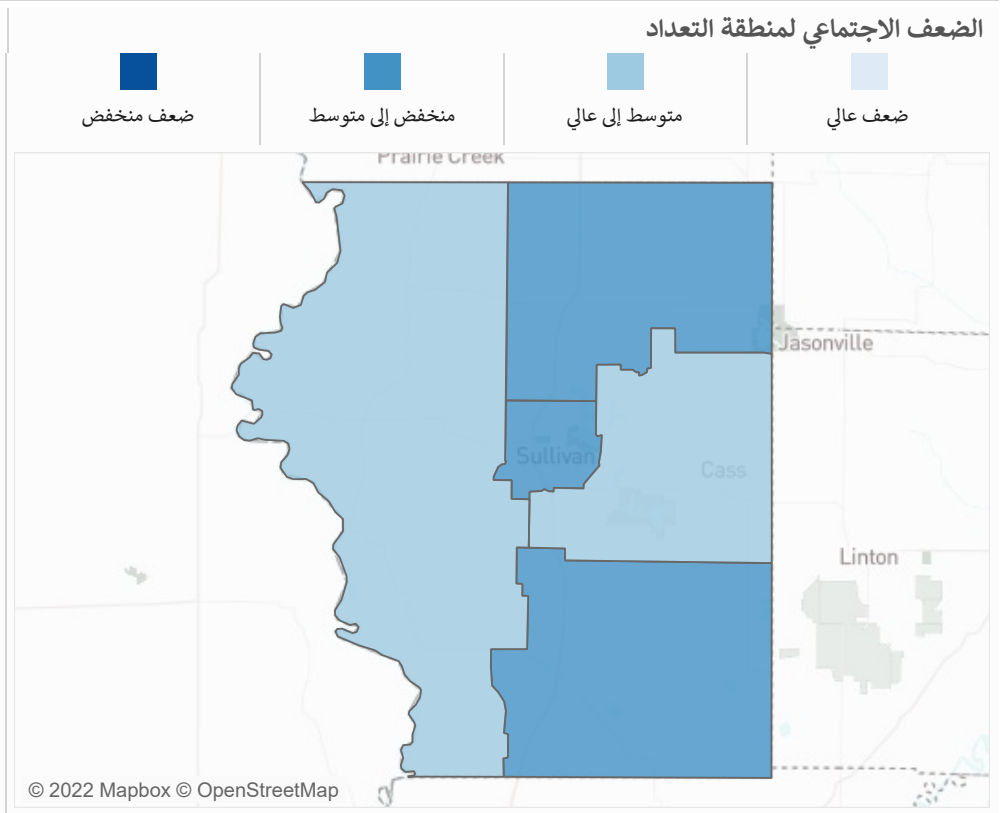 الضعف الاجتماعي لمنطقة التعداد
ضعف عالي
متوسط إلى عالي
منخفض إلى متوسط
ضعف منخفض
Prairie Creek
Jasonville
Sullivan
Cass
Linton
© 2022 Mapbox © OpenStreetMap